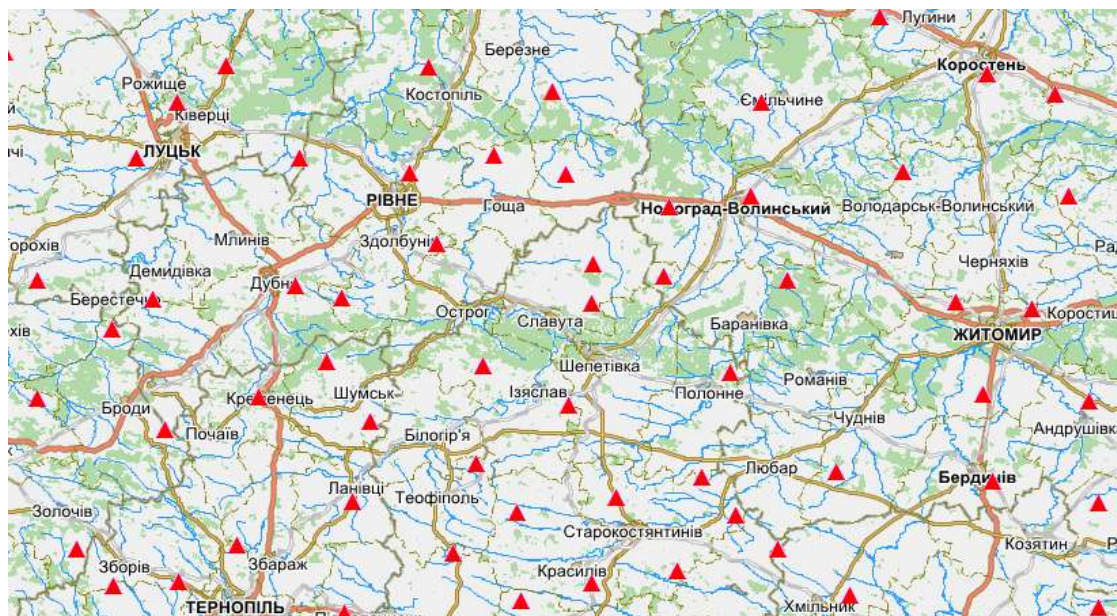 Лугини
Березне
Коростень
Рожище
Костопіль
Ємільчине
Ківерці
ЛУЦЬК
РІВНЕ
Гоща
Новоград-Волинський
Володарськ-Волинський
Млинів
Здолбунів
Черняхів
Демидівка
Дубно
Берестечко
Острог
Славута
Баранівка
ЖИТОМИР
Шепетівка
Ізяслав
Полонне
Романів
Кременець
Шумськ
Броди
Чуднів
Почаїв
Білогір'я
Андрушівка
Любар
Бердичів
Ланівці
Теофіполь
Золочів
Старокостянтинів
Козятин
Збараж
Зборів
Красилів
ТЕРНОПІЛЬ
Хмільник